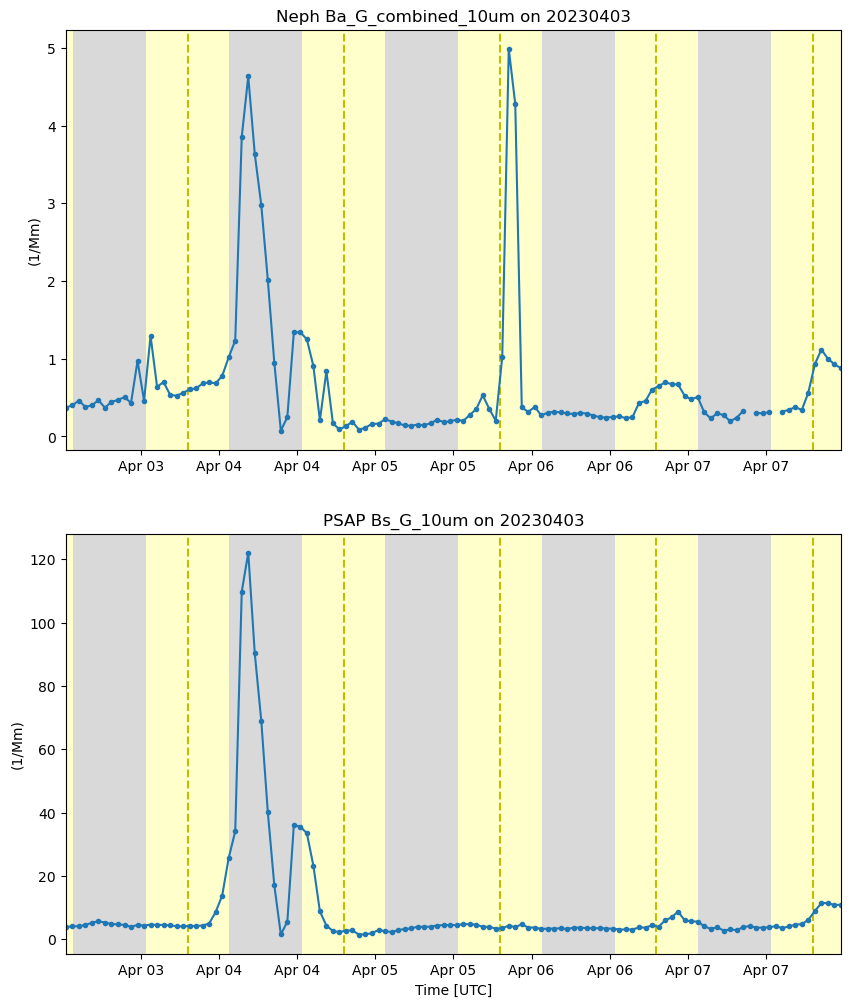 Neph Ba_G_combined_10um on 20230403
5
4
3
2
1
0
(1/Mm)
Apr 03 Apr 04 Apr 04 Apr 05 Apr 05 Apr 06 Apr 06 Apr 07 Apr 07
PSAP Bs_G_10um on 20230403
120
100
80
60
40
20
0
(1/Mm)
Apr 03 Apr 04 Apr 04 Apr 05 Apr 05 Apr 06 Apr 06 Apr 07 Apr 07
Time [UTC]